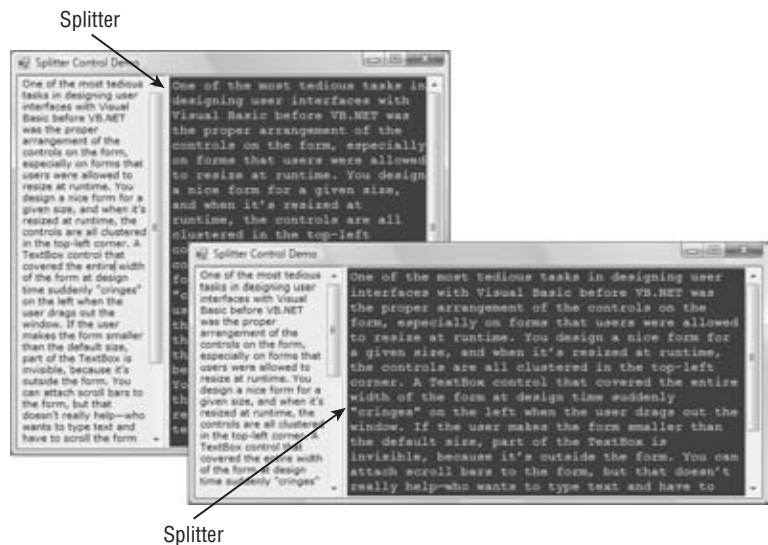 Splitter
Splitter Control Demo
One of the most tedious
tasks in designing user
interfaces with Visual
Basic before VB.NET
was the proper
arrangement of the
controls on the form,
especially on forms that
users were allowed to
resize at runtime. You
design a nice form for a
given size, and when it's
resized at runtime, the
controls are all clustered
in the top-left corner. A
TextBox control that
covered the entire width
of the form at design
time suddenly "cringes"
on the left when the
user drags out the
window. If the user
makes the form smaller
than the default size,
part of the TextBox is
invisible, because it's
outside the form. You
can attach scroll bars to
the form, but that
doesn't really help—who
wants to type text and
have to scroll the form
One of the most tedious tasks in
designing user interfaces with
Visual Basic before VB.NET was
the proper arrangement of the
controls on the form, especially
on forms that users were allowed
to resize at runtime. You design
a nice form for a given size,
and when it's resized at
runtime, the controls are all
clustered in the top-left
Splitter Control Demo
One of the most tedious
tasks in designing user
interfaces with Visual
Basic before VB.NET
was the proper
arrangement of the
controls on the form,
especially on forms that
users were allowed to
resize at runtime. You
design a nice form for a
given size, and when it's
resized at runtime, the
controls are all clustered
in the top-left corner. A
TextBox control that
covered the entire width
of the form at design
time suddenly "cringes"
One of the most tedious tasks in designing user
interfaces with Visual Basic before VB.NET was
the proper arrangement of the controls on the
form, especially on forms that users were allowed
to resize at runtime. You design a nice form for
a given size, and when it's resized at runtime,
the controls are all clustered in the top-left
corner. A TextBox control that covered the entire
width of the form at design time suddenly
"cringes" on the left when the user drags out the
window. If the user makes the form smaller than
the default size, part of the TextBox is
invisible, because it's outside the form. You can
attach scroll bars to the form, but that doesn't
really help—who wants to type text and have to
Splitter